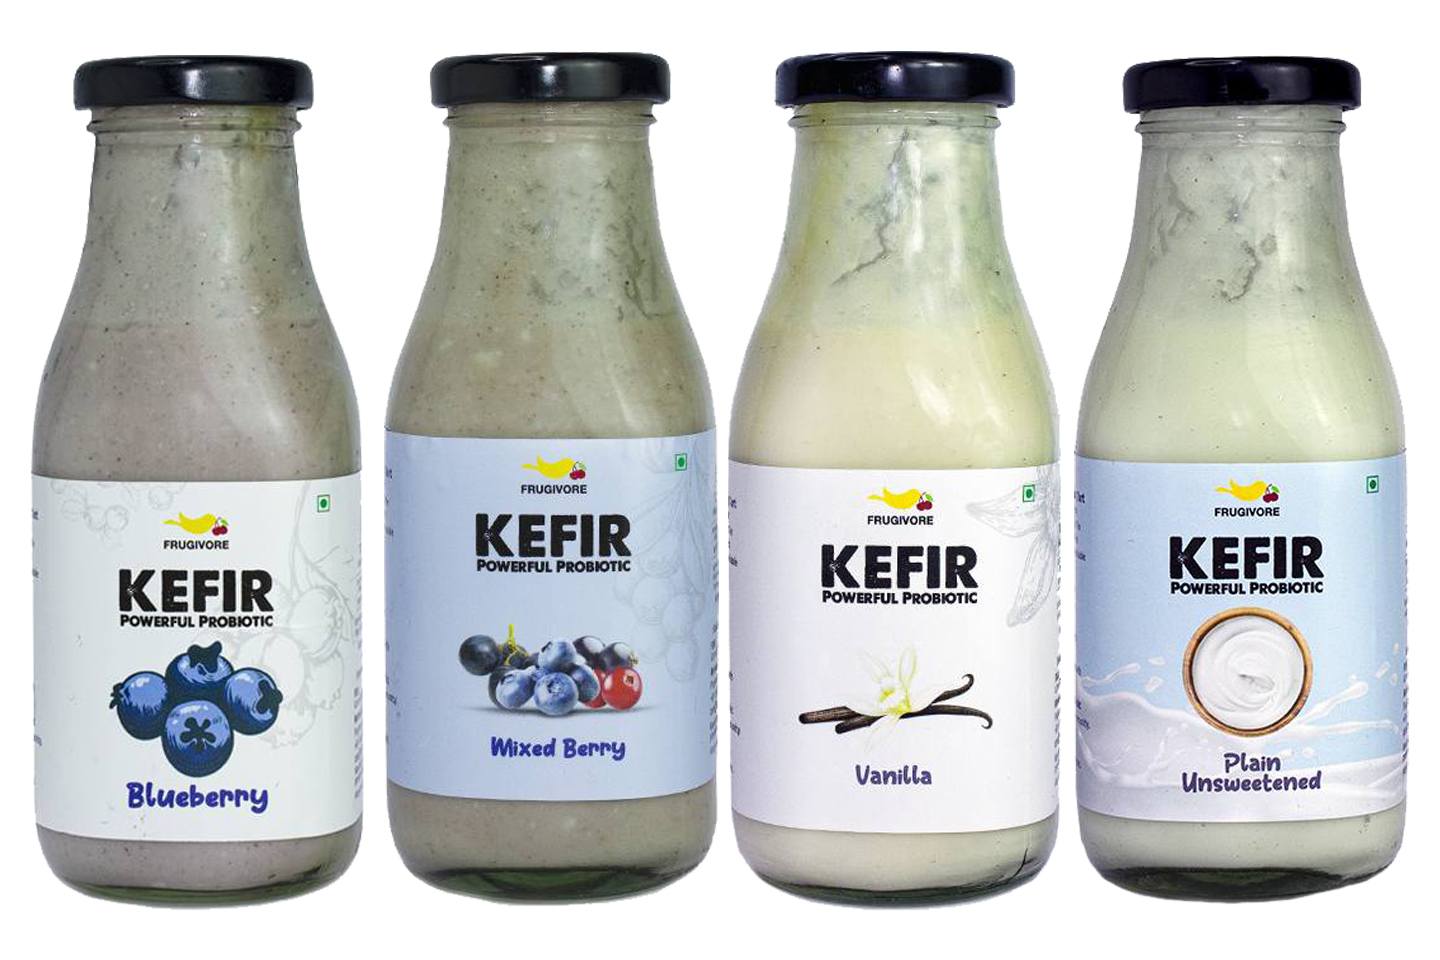 FRUGIVORE
KEFIR
POWERFUL PROBIOTIC
Blueberry
FRUGIVORE
KEFIR
POWERFUL PROBIOTIC
Mixed Berry
FRUGIVORE
KEFIR
POWERFUL PROBIOTIC
Vanilla
FRUGIVORE
KEFIR
POWERFUL PROBIOTIC
Plain
Unsweetened